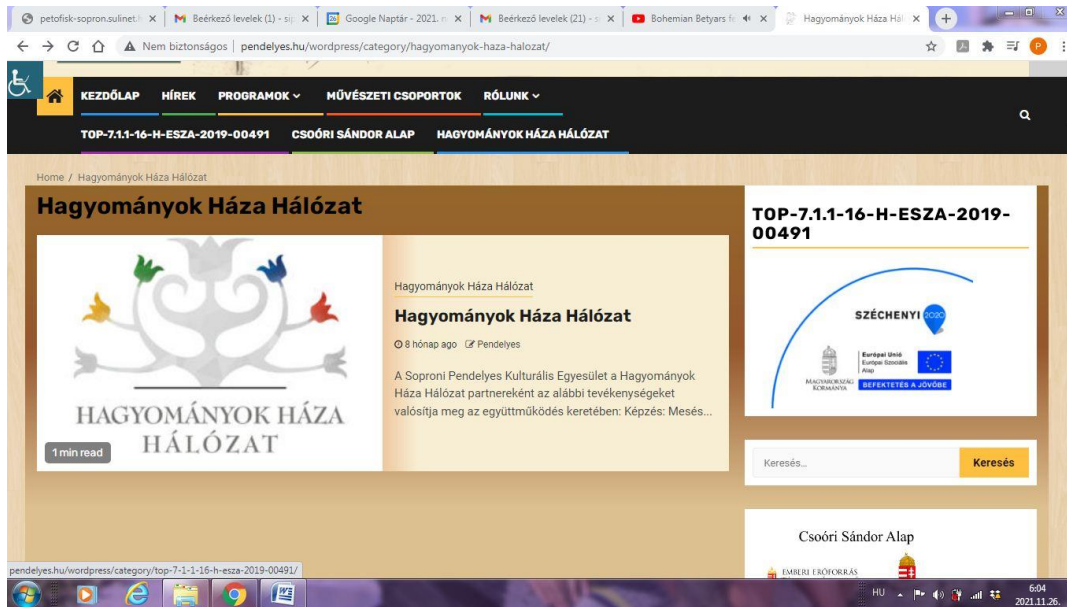 petofisk-sopron.sulinet.
Beérkező levelek (1) - si
Google Naptár - 2021. n
Beérkező levelek (21) - s
Bohemian Betyars fe
Hagyományok Háza Hál
Nem biztonságos | pendelyes.hu/wordpress/category/hagyomanyok-haza-halozat/
P
KEZDŐLAP HÍREK PROGRAMOK MŰVÉSZETI CSOPORTOK RÓLUNK
TOP-7.1.1-16-H-ESZA-2019-00491 CSOÓRI SÁNDOR ALAP HAGYOMÁNYOK HÁZA HÁLÓZAT
Home / Hagyományok Háza Hálózat
Hagyományok Háza Hálózat
HAGYOMÁNYOK HÁZA
HÁLÓZAT
1 min read
Hagyományok Háza Hálózat
Hagyományok Háza Hálózat
8 hónap ago Pendelyes
A Soproni Pendelyes Kulturális Egyesület a Hagyományok
Háza Hálózat partnereként az alábbi tevékenységeket
valósítja meg az együttműködés keretében: Képzés: Mesés...
TOP-7.1.1-16-H-ESZA-2019-
00491
SZÉCHENYI 2020
Magyarország
Kormánya
Európai Unió
Európai Szociális
Alap
BEFEKTETÉS A JÖVŐBE
Keresés...
Keresés
Csoóri Sándor Alap
EMBERI ERŐFORRÁS
pendelyes.hu/wordpress/category/top-7-1-1-16-h-esza-2019-00491/
HU
6:04
2021.11.26.